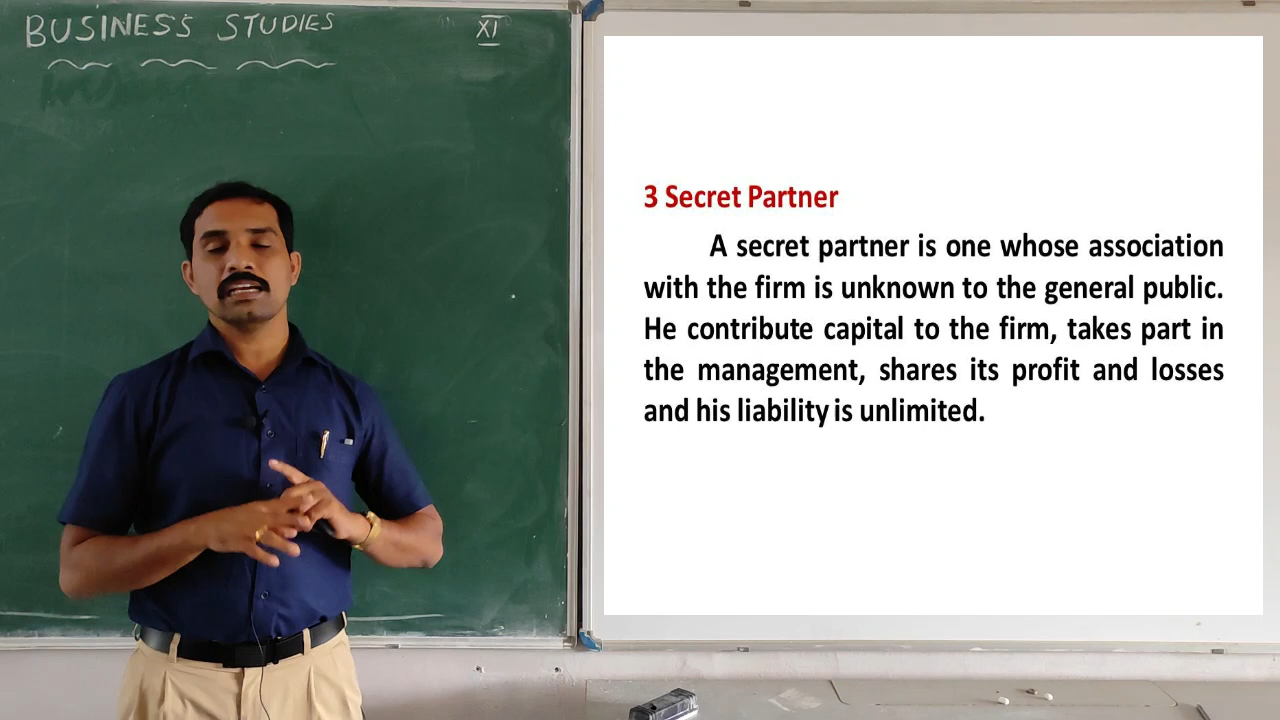 BUSINESS STUDIES
XI
3 Secret Partner
A secret partner is one whose association
with the firm is unknown to the general public.
He contribute capital to the firm, takes part in
the management, shares its profit and losses
and his liability is unlimited.